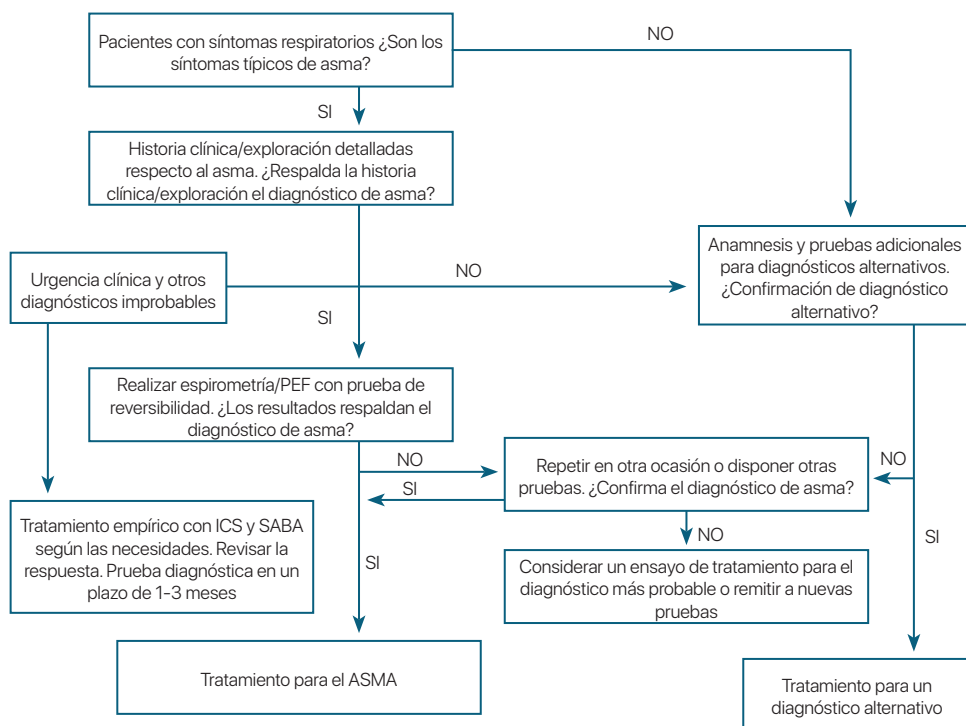 Pacientes con síntomas respiratorios ¿Son los
síntomas típicos de asma?
NO
SI
Historia clínica/exploración detalladas
respecto al asma. ¿Respalda la historia
clínica/exploración el diagnóstico de asma?
Urgencia clínica y otros
diagnósticos improbables
NO
Anamnesis y pruebas adicionales
para diagnósticos alternativos.
¿Confirmación de diagnóstico
alternativo?
SI
Realizar espirometría/PEF con prueba de
reversibilidad. ¿Los resultados respaldan el
diagnóstico de asma?
NO
SI
Repetir en otra ocasión o disponer otras
pruebas. ¿Confirma el diagnóstico de asma?
NO
Tratamiento empírico con ICS y SABA
según las necesidades. Revisar la
respuesta. Prueba diagnóstica en un
plazo de 1-3 meses
SI
NO
SI
Considerar un ensayo de tratamiento para el
diagnóstico más probable o remitir a nuevas
pruebas
Tratamiento para el ASMA
Tratamiento para un
diagnóstico alternativo